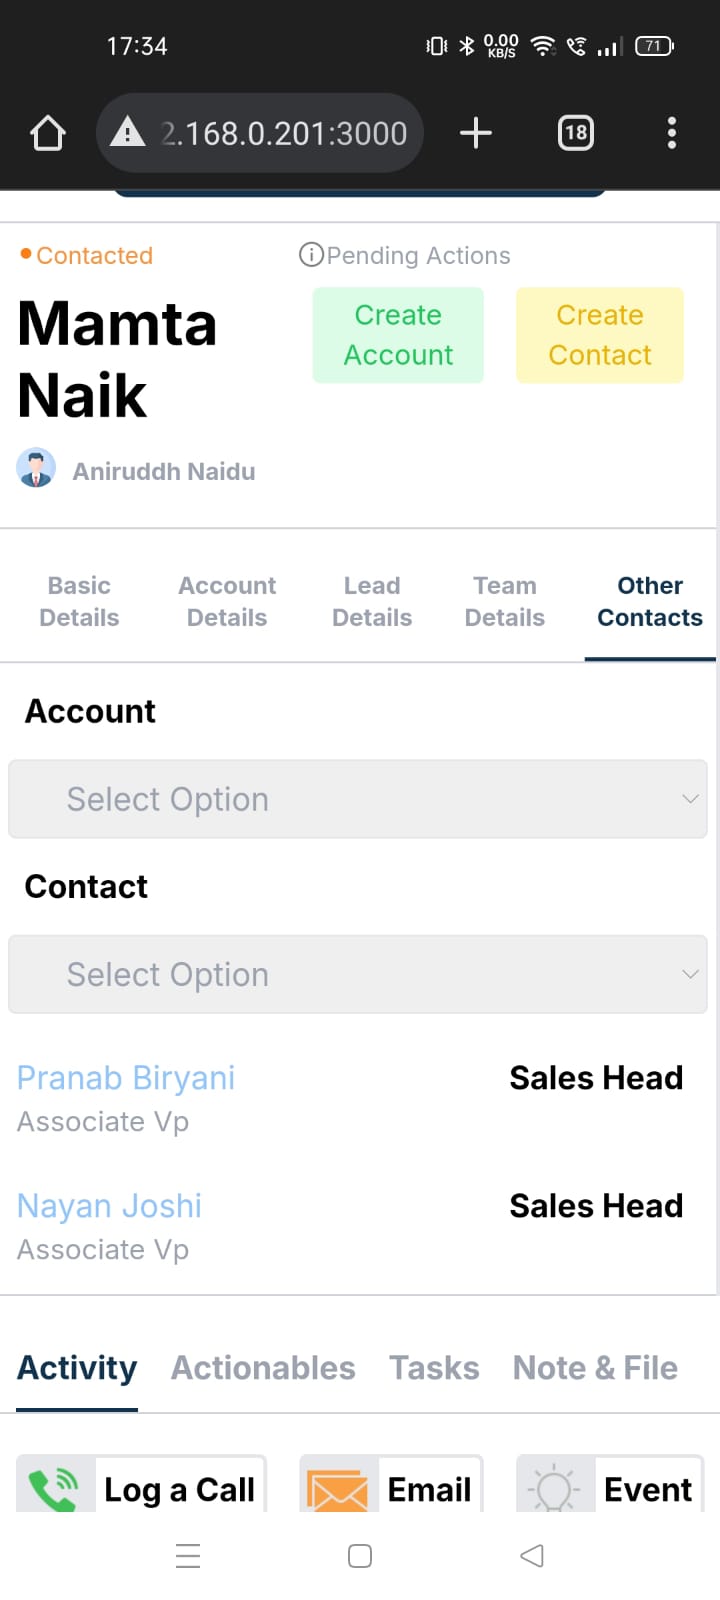 17:34
0.00
KB/S
71
2.168.0.201:3000
18
Contacted
Pending Actions
Mamta
Naik
Create
Account
Create
Contact
Aniruddh Naidu
Basic
Details
Account
Details
Lead
Details
Team
Details
Other
Contacts
Account
Select Option
Contact
Select Option
Pranab Biryani
Sales Head
Associate Vp
Nayan Joshi
Sales Head
Associate Vp
Activity
Actionables
Tasks
Note & File
Log a Call
Email
Event